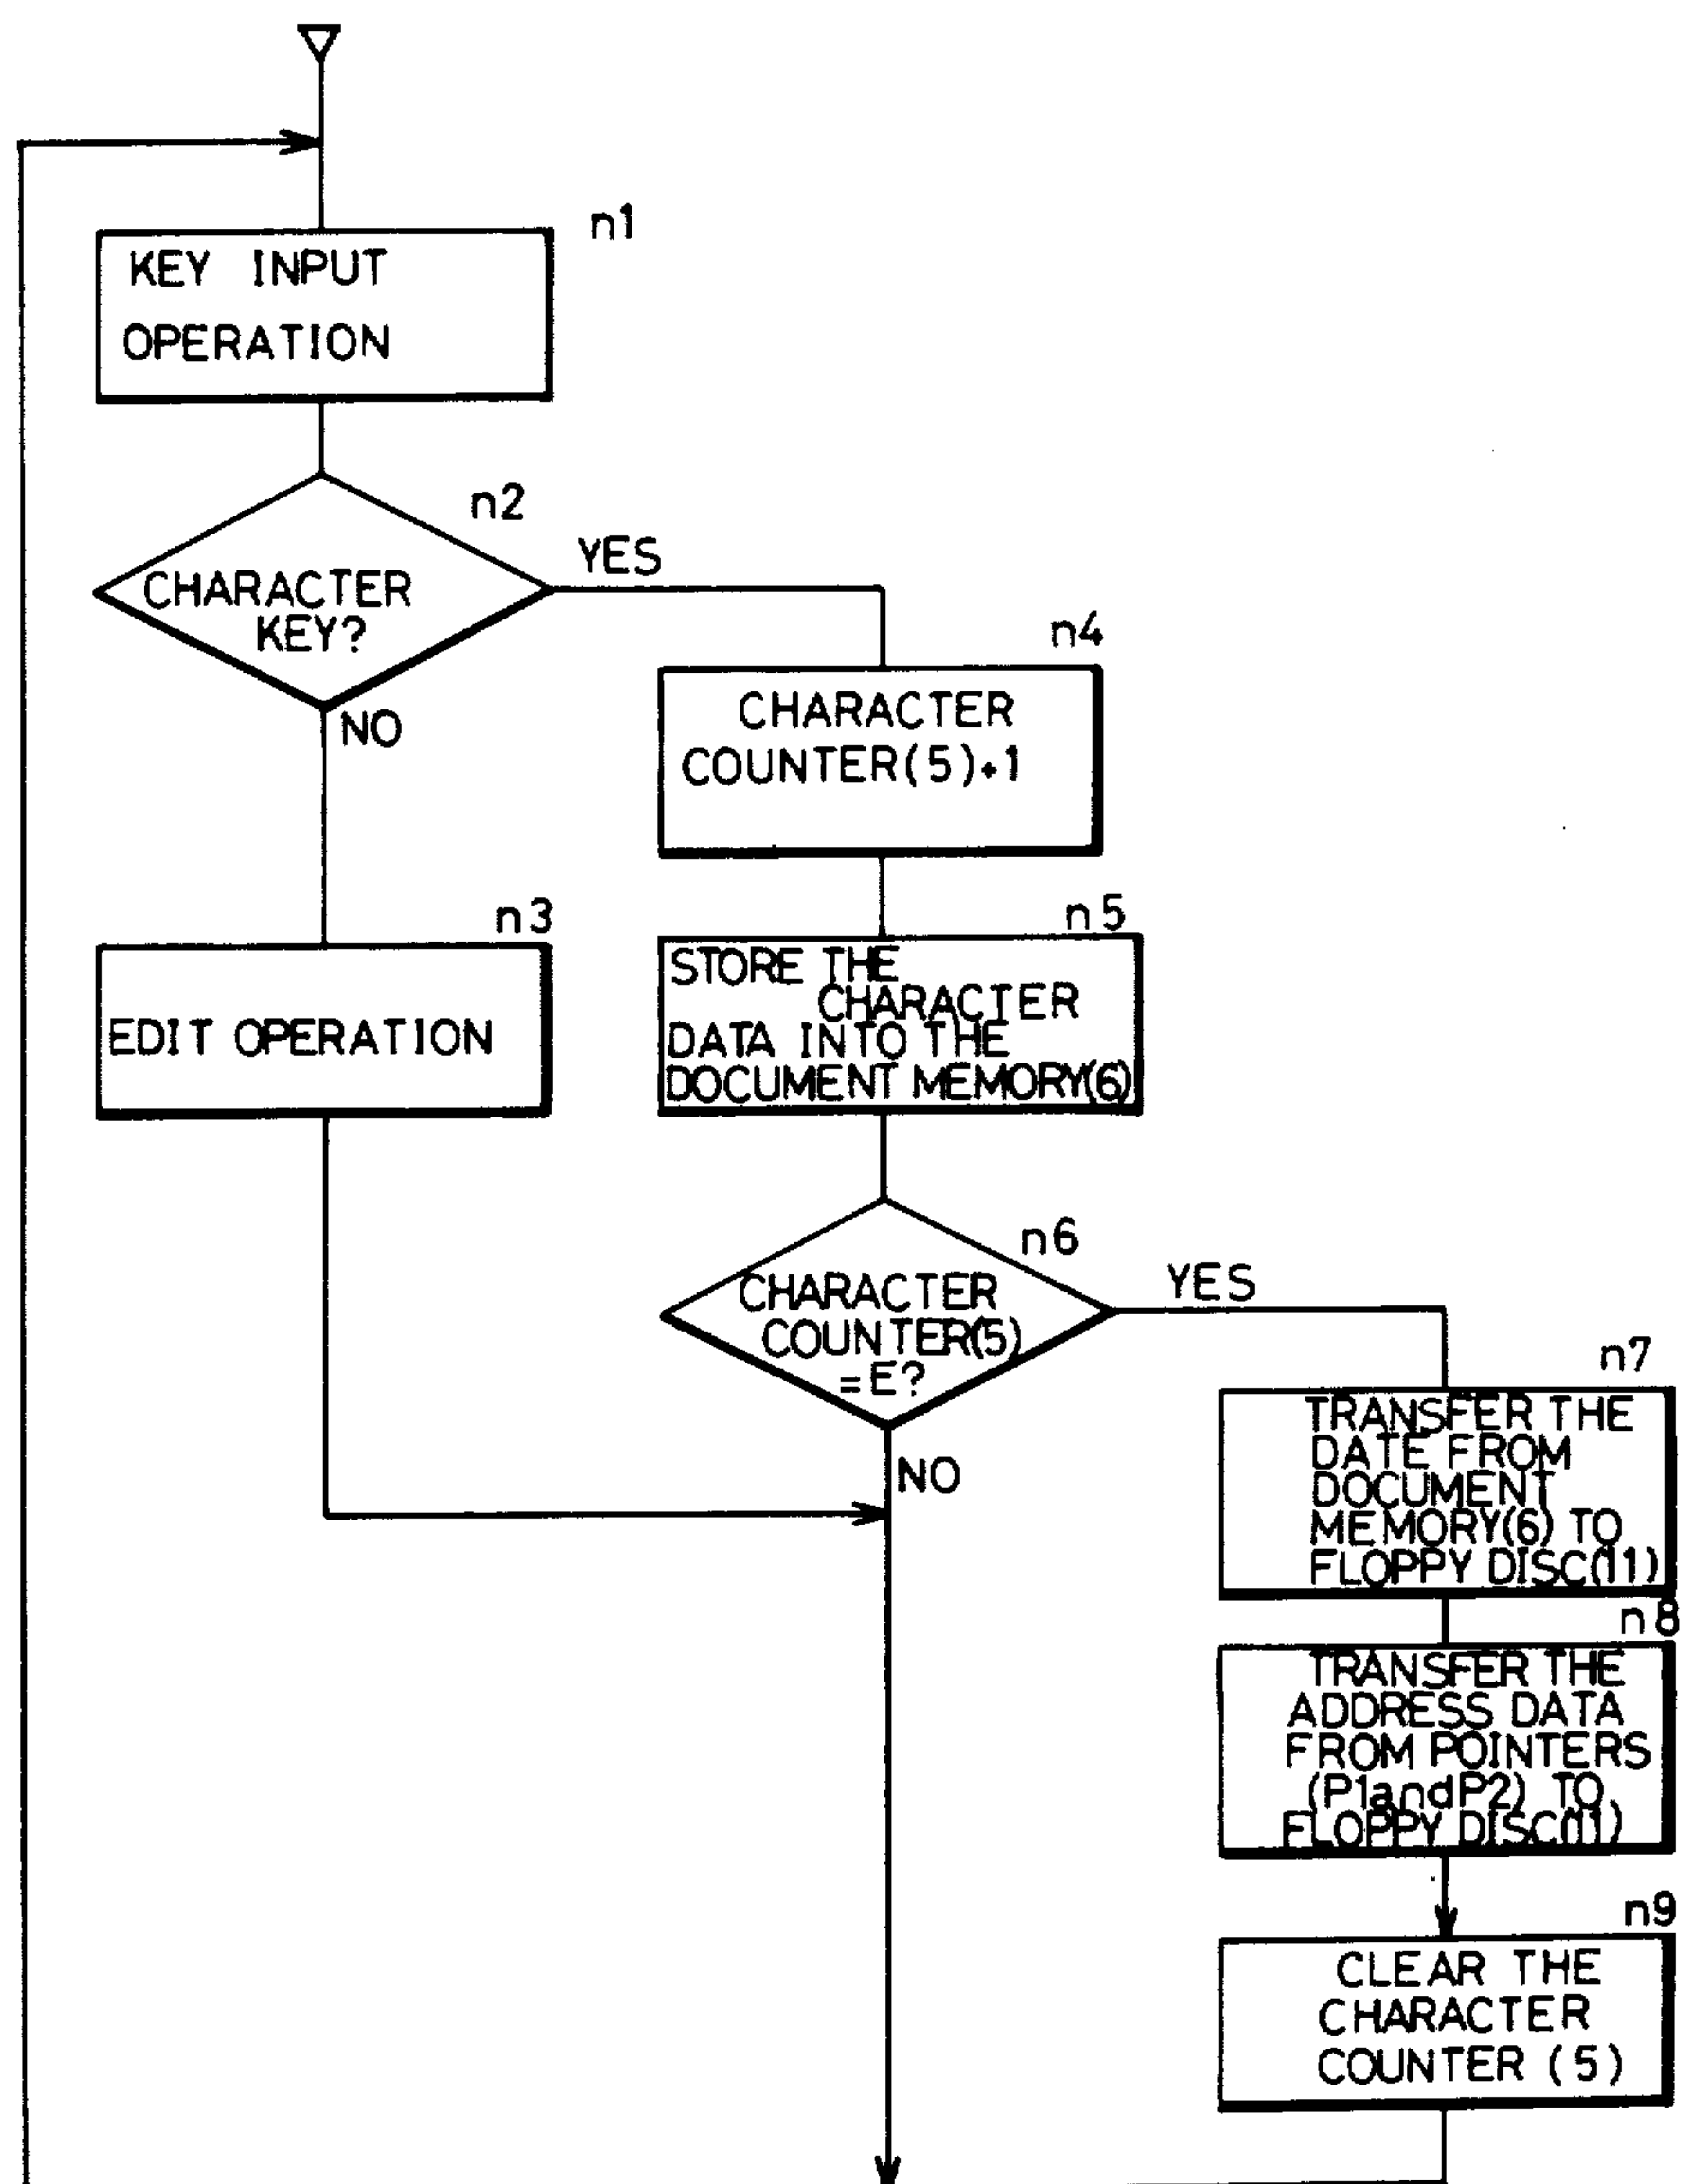 n1
KEY INPUT
OPERATION
n2
CHARACTER
KEY?
YES
NO
n4
CHARACTER
COUNTER(5)+1
n3
EDIT OPERATION
n5
STORE THE
CHARACTER
DATA INTO THE
DOCUMENT MEMORY(6)
n6
CHARACTER
COUNTER(5)
=E?
YES
NO
n7
TRANSFER THE
DATE FROM
DOCUMENT
MEMORY(6) TO
FLOPPY DISC(11)
n8
TRANSFER THE
ADDRESS DATA
FROM POINTERS
(P1andP2) TO
FLOPPY DISC(11)
n9
CLEAR THE
CHARACTER
COUNTER (5)